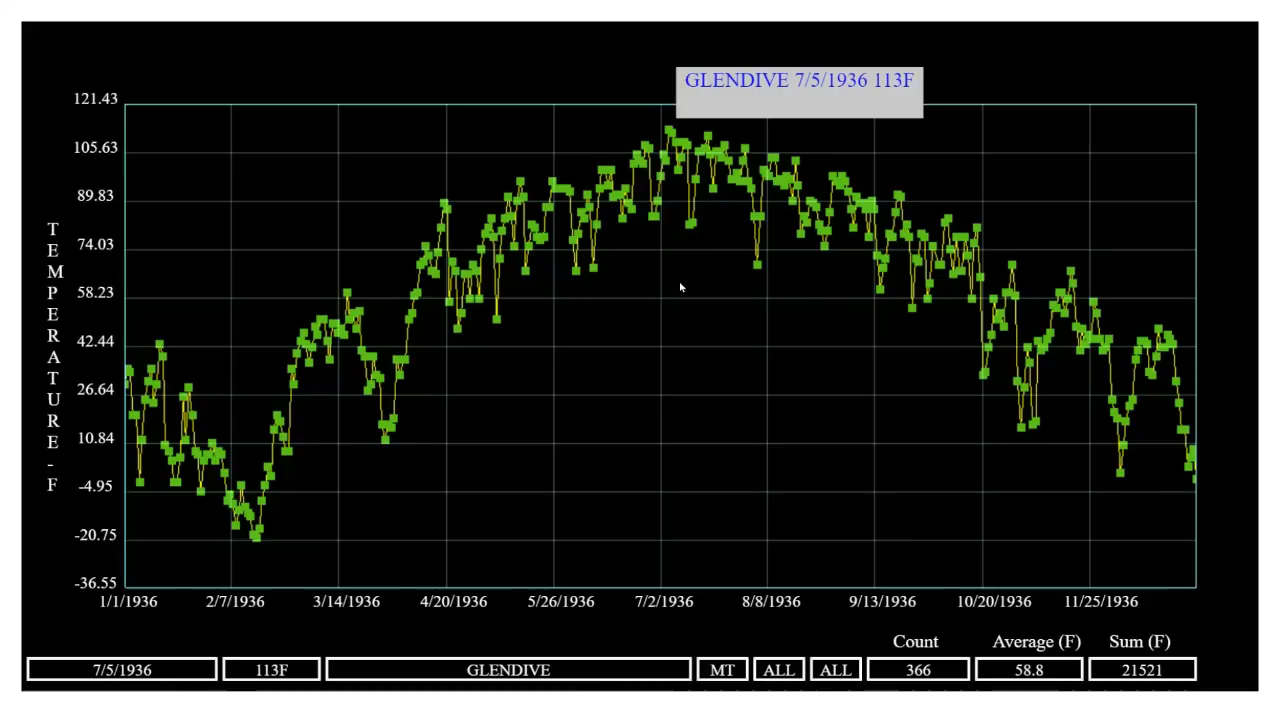 GLENDIVE 7/5/1936 113F
121.43
105.63
89.83
74.03
58.23
42.44
26.64
10.84
-4.95
-20.75
-36.55
TEMPERATURE-F
1/1/1936 2/7/1936 3/14/1936 4/20/1936 5/26/1936 7/2/1936 8/8/1936 9/13/1936 10/20/1936 11/25/1936
Count Average (F) Sum (F)
7/5/1936 113F GLENDIVE MT ALL ALL 366 58.8 21521